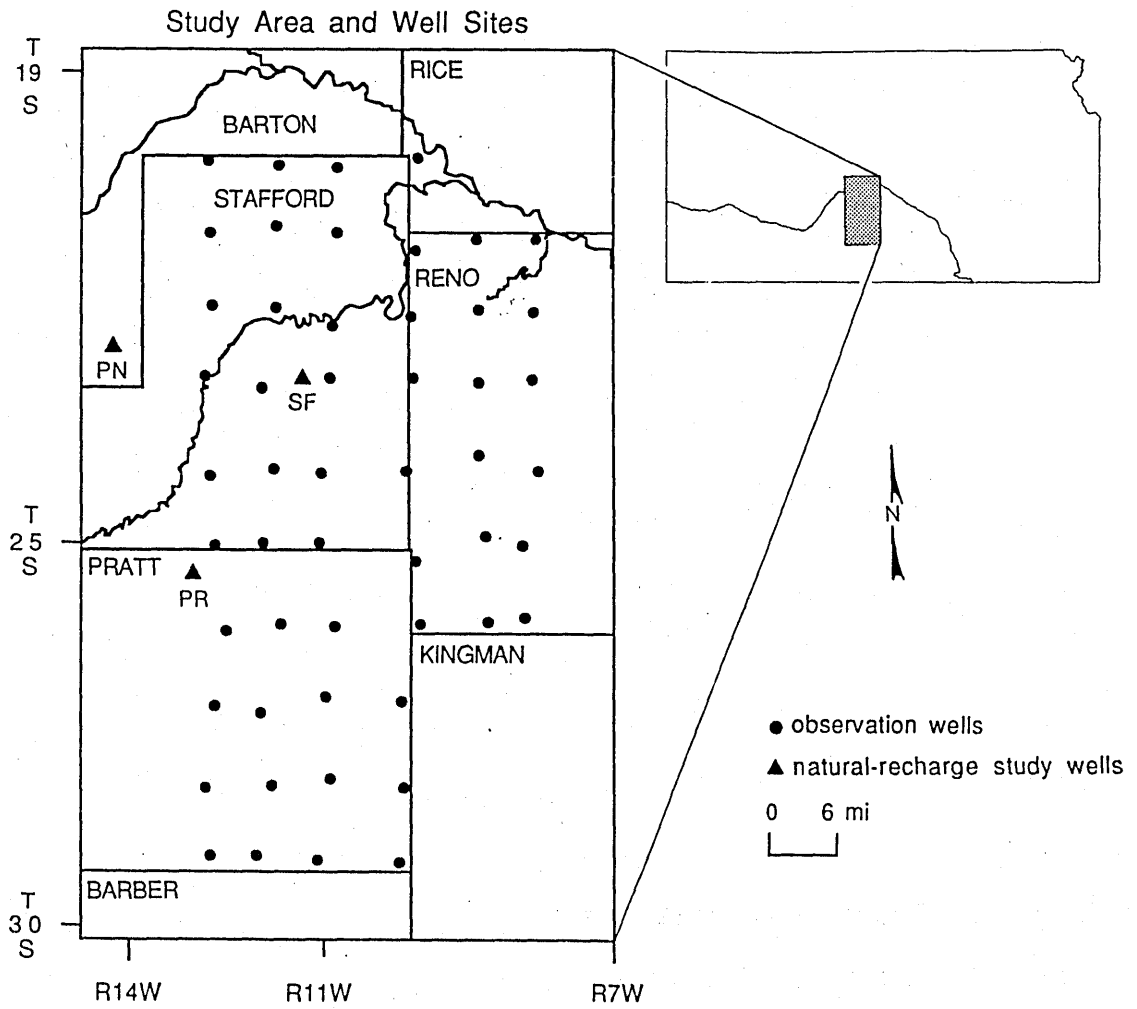 Study Area and Well Sites
T
19
S
RICE
BARTON
STAFFORD
RENO
PN
SF
T
25
S
PRATT
PR
KINGMAN
N
observation wells
natural-recharge study wells
0 6 mi
BARBER
T
30
S
R14W R11W R7W